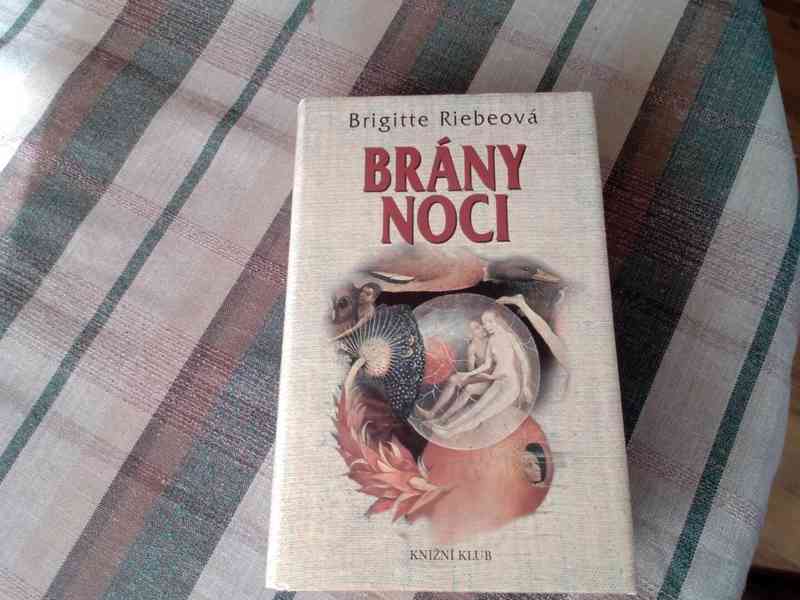 Brigitte Riebeová
BRÁNY
NOCI
KNIŽNÍ KLUB